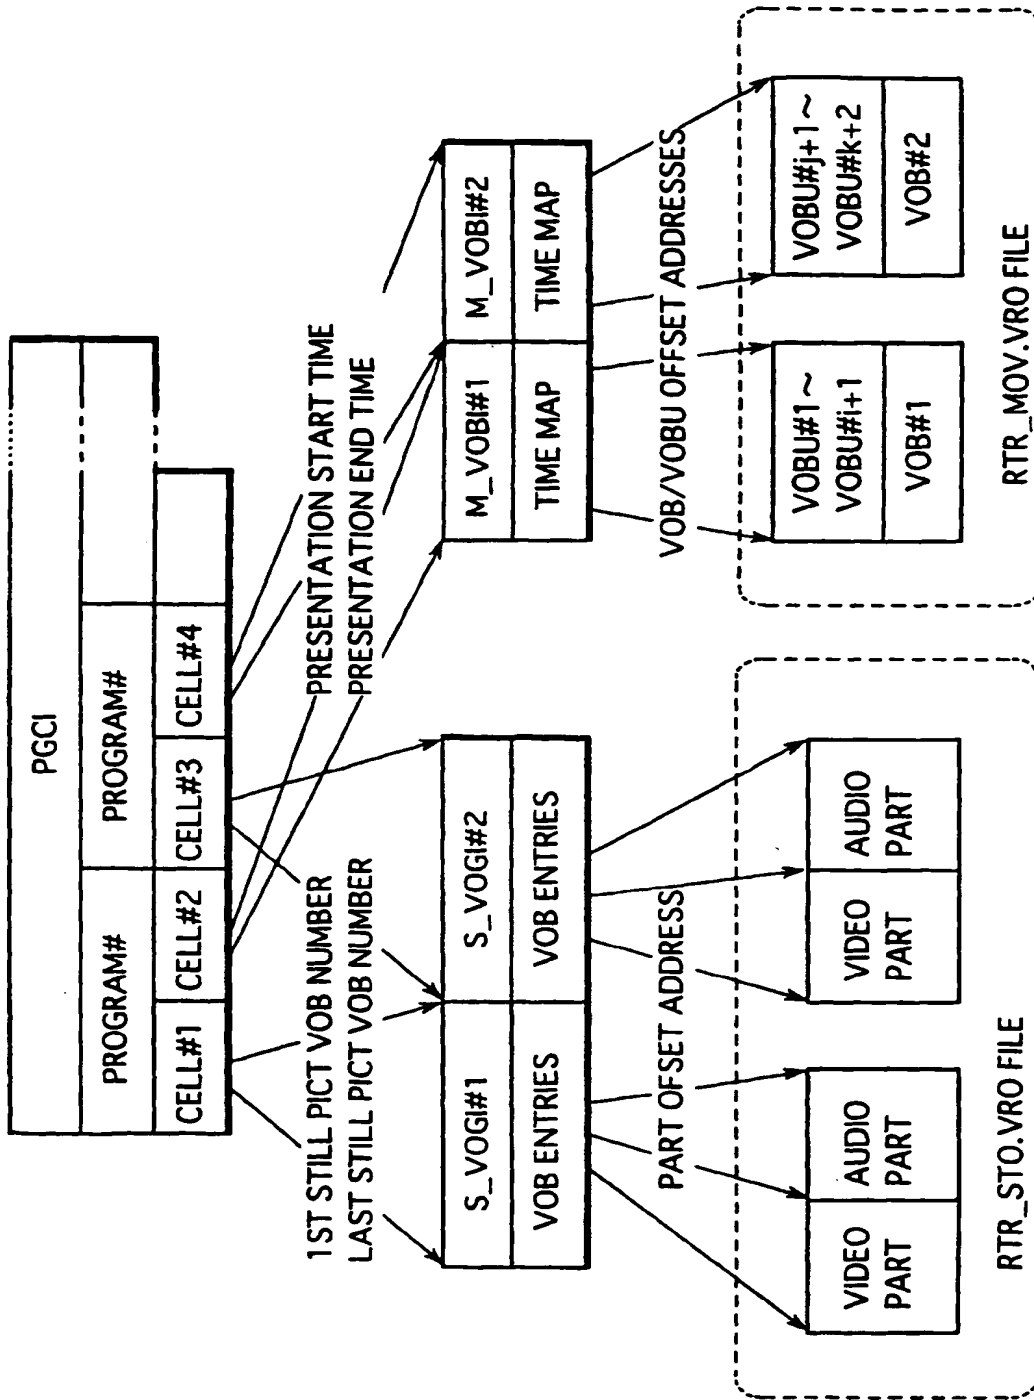 PGCI
PROGRAM#
PROGRAM#
CELL#1
CELL#2
CELL#3
CELL#4
1ST STILL PICT VOB NUMBER
LAST STILL PICT VOB NUMBER
PRESENTATION START TIME
PRESENTATION END TIME
S_VOGI#1
S_VOGI#2
VOB ENTRIES
VOB ENTRIES
M_VOBI#1
M_VOBI#2
TIME MAP
TIME MAP
PART OFSET ADDRESS
VOB/VOBU OFFSET ADDRESSES
VIDEO
PART
AUDIO
PART
VIDEO
PART
AUDIO
PART
RTR_STO.VRO FILE
VOBU#1~
VOBU#i+1
VOB#1
VOBU#j+1~
VOBU#k+2
VOB#2
RTR_MOV.VRO FILE